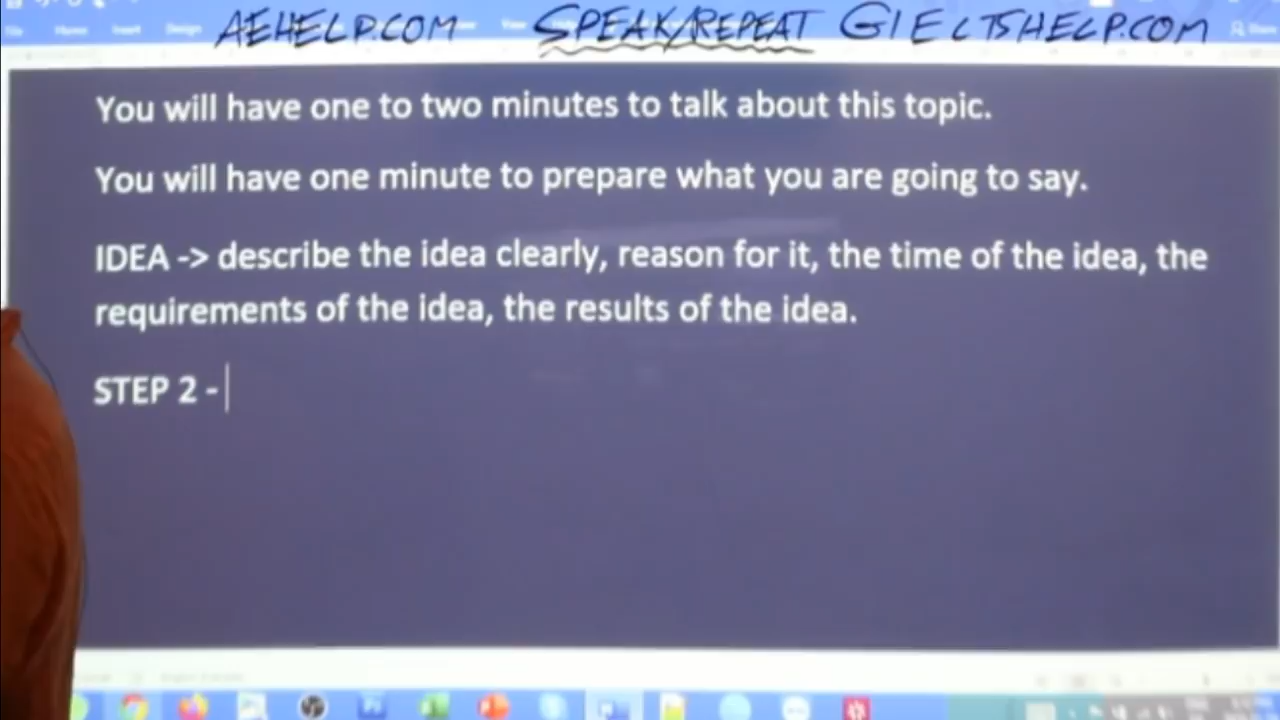 AEHELP.COM SPEAK/REPEAT GIELTSHELP.COM
You will have one to two minutes to talk about this topic.
You will have one minute to prepare what you are going to say.
IDEA -> describe the idea clearly, reason for it, the time of the idea, the
requirements of the idea, the results of the idea.
STEP 2 -